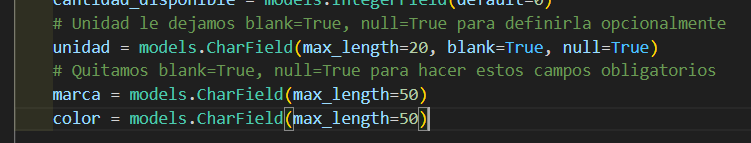 cantidad_disponible = models.IntegerField(default=0)
# Unidad le dejamos blank=True, null=True para definirla opcionalmente
unidad = models.CharField(max_length=20, blank=True, null=True)
# Quitamos blank=True, null=True para hacer estos campos obligatorios
marca = models.CharField(max_length=50)
color = models.CharField(max_length=50)